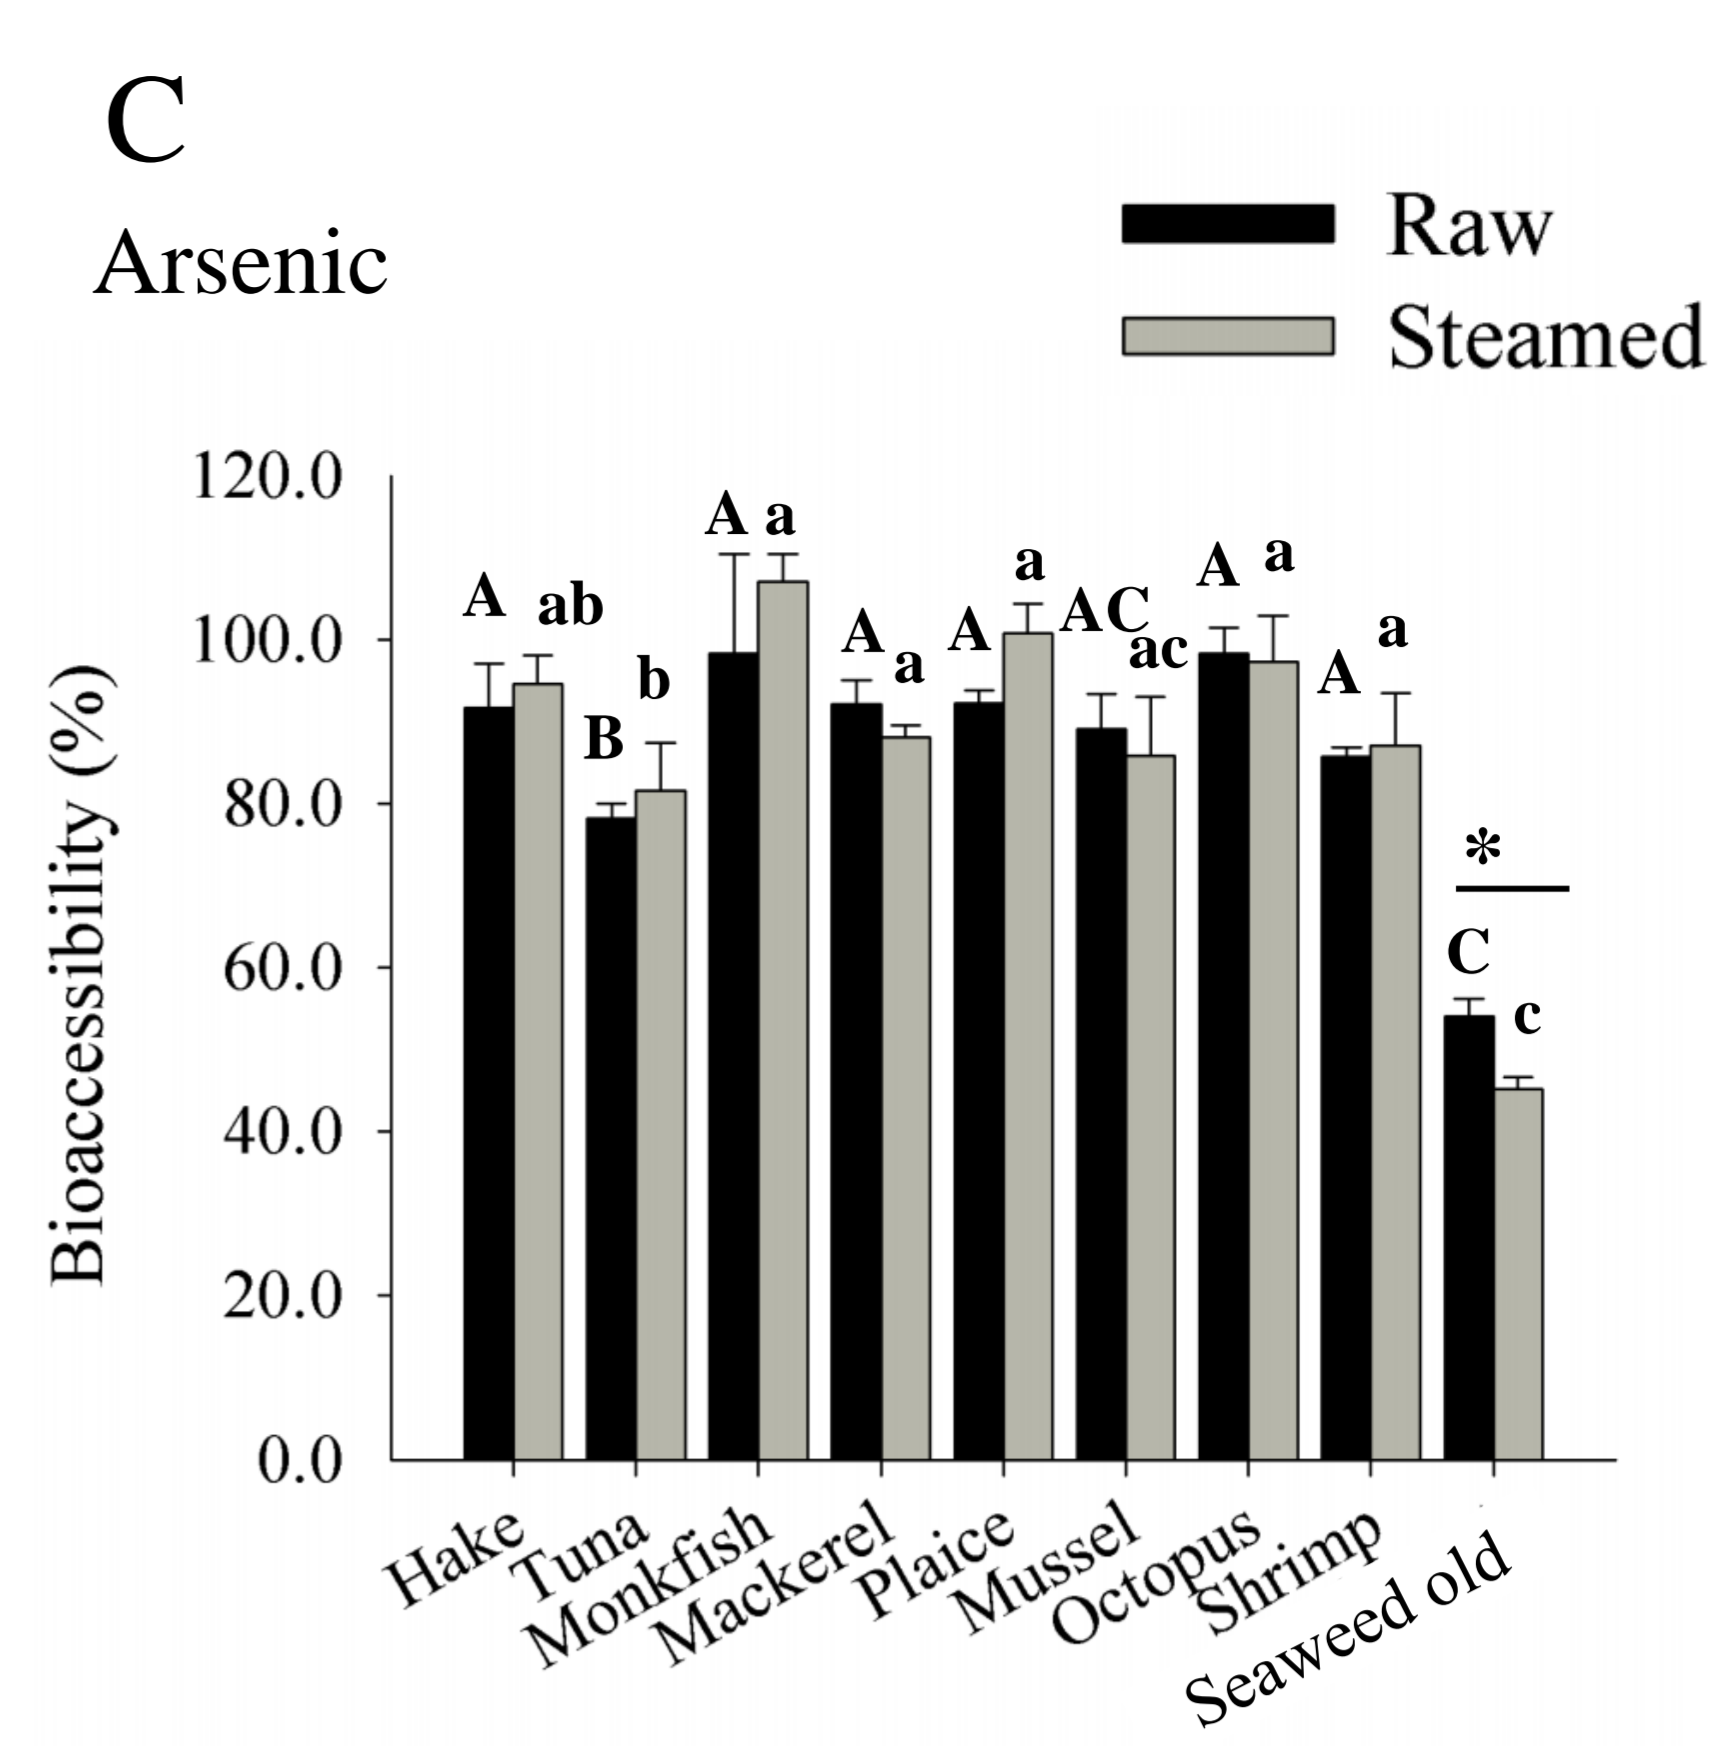 C
Arsenic
Raw
Steamed
Bioaccessibility (%)
120.0
100.0
80.0
60.0
40.0
20.0
0.0
A
ab
B
b
A a
A
a
A
a
AC
ac
A
a
A
a
*
C
c
Hake
Tuna
Monkfish
Mackerel
Plaice
Mussel
Octopus
Shrimp
Seaweed old